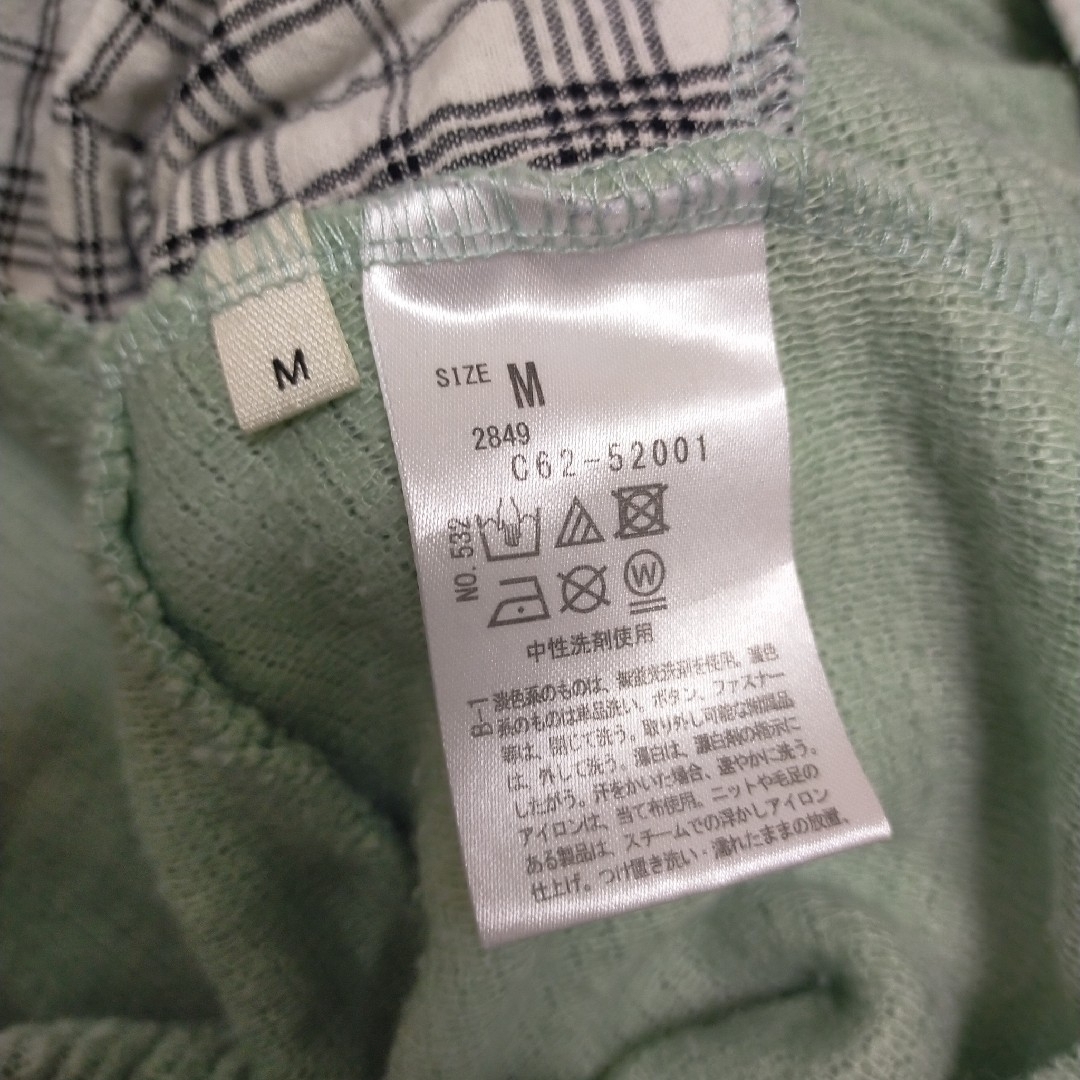 M
SIZE M
2849
C62-52001
NO. 532
W
中性洗剤使用
B-1
淡色系のものは、無蛍光洗剤を使用。濃色
系のものは単品洗い、ボタン、ファスナー
等は、閉じて洗う。取り外し可能な附属品
は、外して洗う。漂白は、漂白剤の指示に
したがう。汗をかいた場合、速やかに洗う。
アイロンは、当て布使用。ニットや毛足の
ある製品は、スチームでの浮かしアイロン
仕上げ。つけ置き洗い・濡れたままの放置、